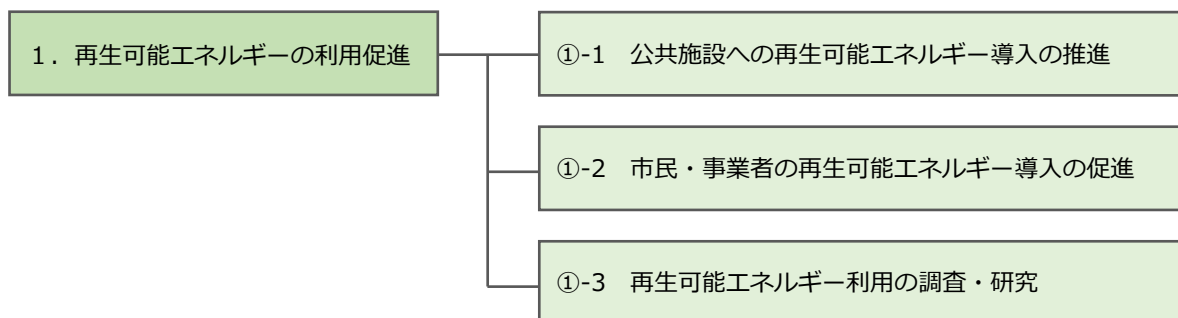 １．再生可能エネルギーの利用促進
①-1　公共施設への再生可能エネルギー導入の推進
①-2　市民・事業者の再生可能エネルギー導入の促進
①-3　再生可能エネルギー利用の調査・研究